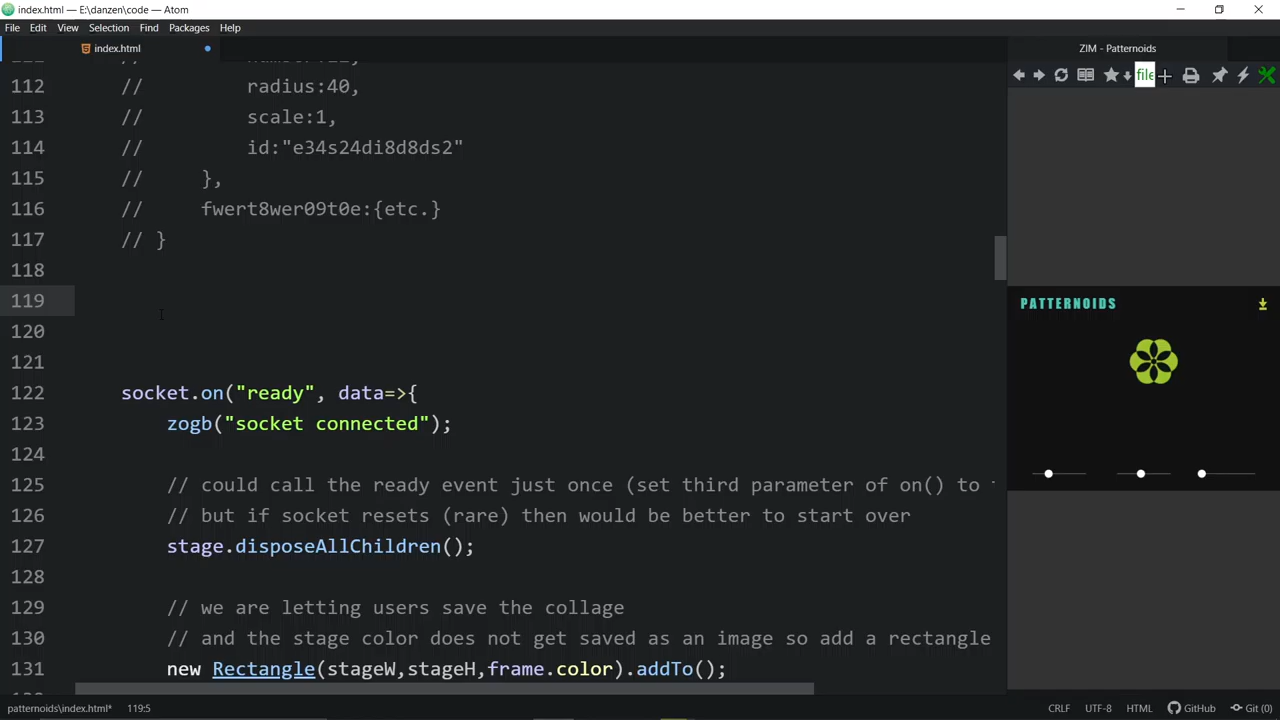 index.html — E:\danzen\code — Atom
File Edit View Selection Find Packages Help
index.html
ZIM - Patternoids
file
112 // radius:40,
113 // scale:1,
114 // id:"e34s24di8d8ds2"
115 // },
116 // fwert8wer09t0e:{etc.}
117 // }
118
119
120
121
122 socket.on("ready", data=>{
123 zogb("socket connected");
124
125 // could call the ready event just once (set third parameter of on() to
126 // but if socket resets (rare) then would be better to start over
127 stage.disposeAllChildren();
128
129 // we are letting users save the collage
130 // and the stage color does not get saved as an image so add a rectangle
131 new Rectangle(stageW,stageH,frame.color).addTo();
PATTERNOIDS
patternoids\index.html* 119:5
CRLF UTF-8 HTML GitHub Git (0)